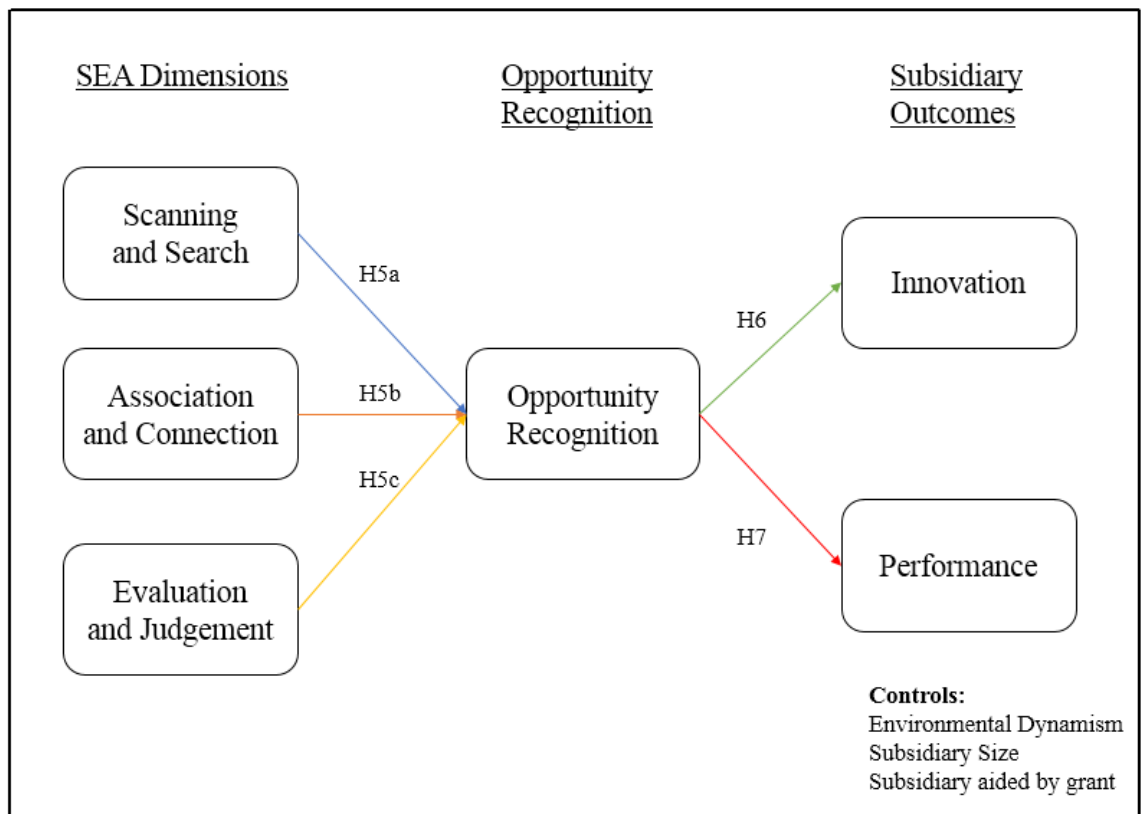 SEA Dimensions
Opportunity
Recognition
Subsidiary
Outcomes
Scanning
and Search
Association
and Connection
Evaluation
and Judgement
H5a
H5b
H5c
Opportunity
Recognition
H6
H7
Innovation
Performance
Controls:
Environmental Dynamism
Subsidiary Size
Subsidiary aided by grant